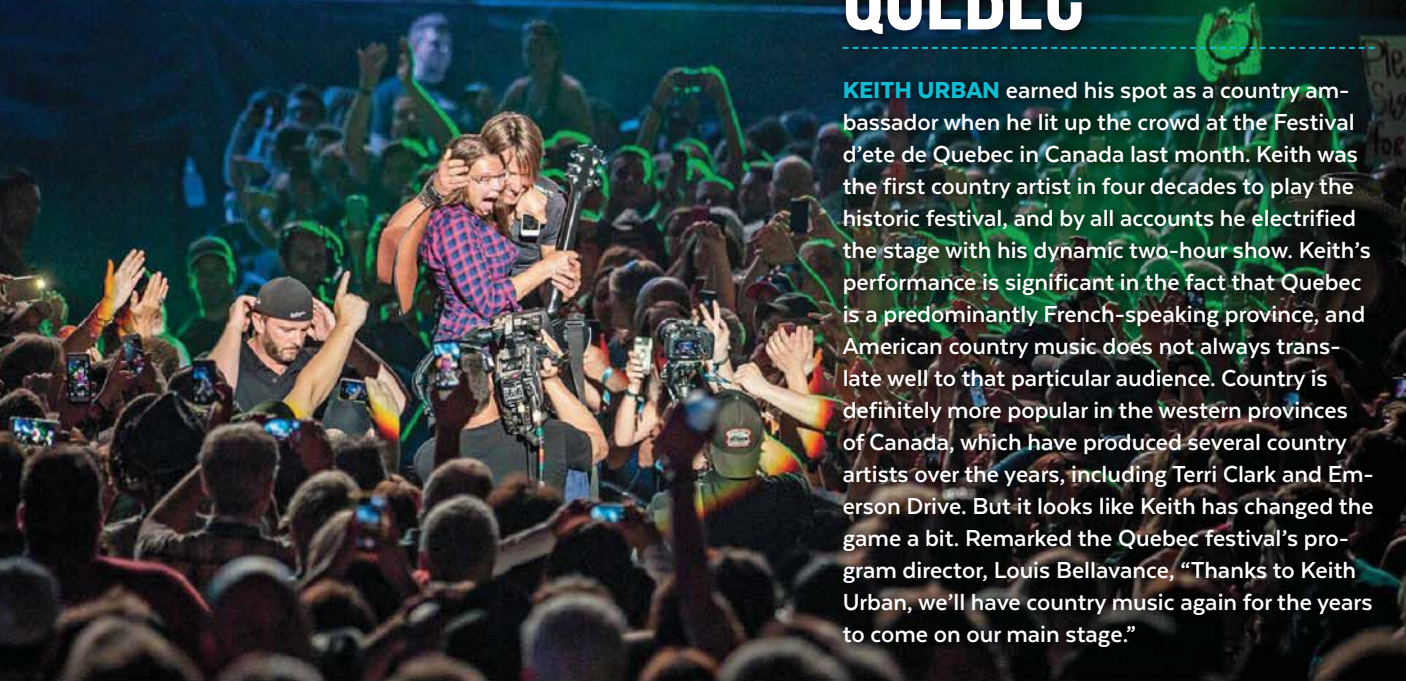 QUEBEC
KEITH URBAN earned his spot as a country am-
bassador when he lit up the crowd at the Festival
d'ete de Quebec in Canada last month. Keith was
the first country artist in four decades to play the
historic festival, and by all accounts he electrified
the stage with his dynamic two-hour show. Keith's
performance is significant in the fact that Quebec
is a predominantly French-speaking province, and
American country music does not always trans-
late well to that particular audience. Country is
definitely more popular in the western provinces
of Canada, which have produced several country
artists over the years, including Terri Clark and Em-
erson Drive. But it looks like Keith has changed the
game a bit. Remarked the Quebec festival's pro-
gram director, Louis Bellavance, “Thanks to Keith
Urban, we'll have country music again for the years
to come on our main stage.”